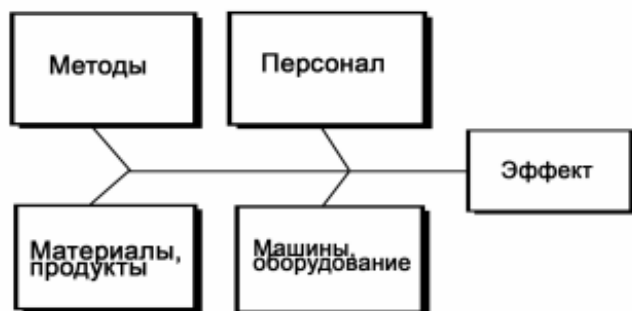 Методы
Персонал
Эффект
Материалы,
продукты
Машины,
оборудование